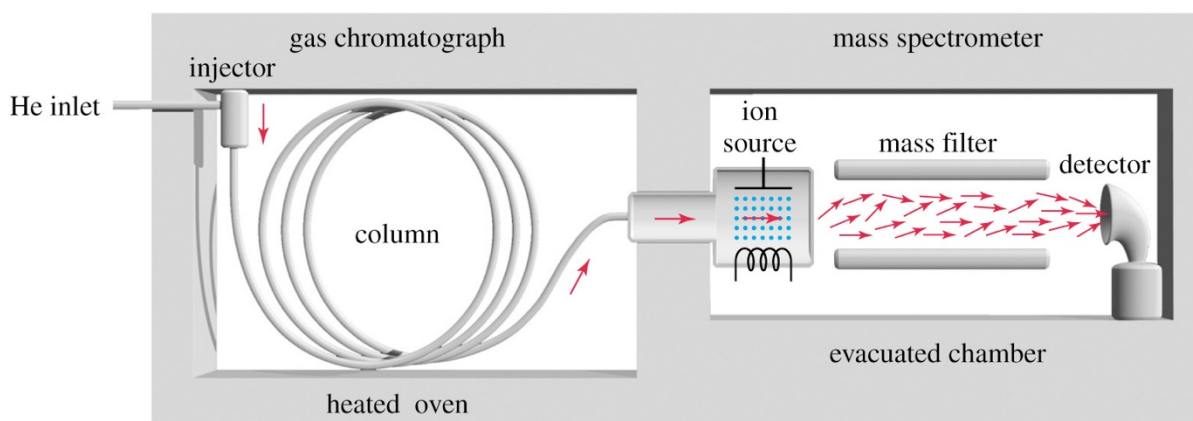 gas chromatograph
mass spectrometer
injector
He inlet
ion
source
mass filter
detector
column
evacuated chamber
heated oven